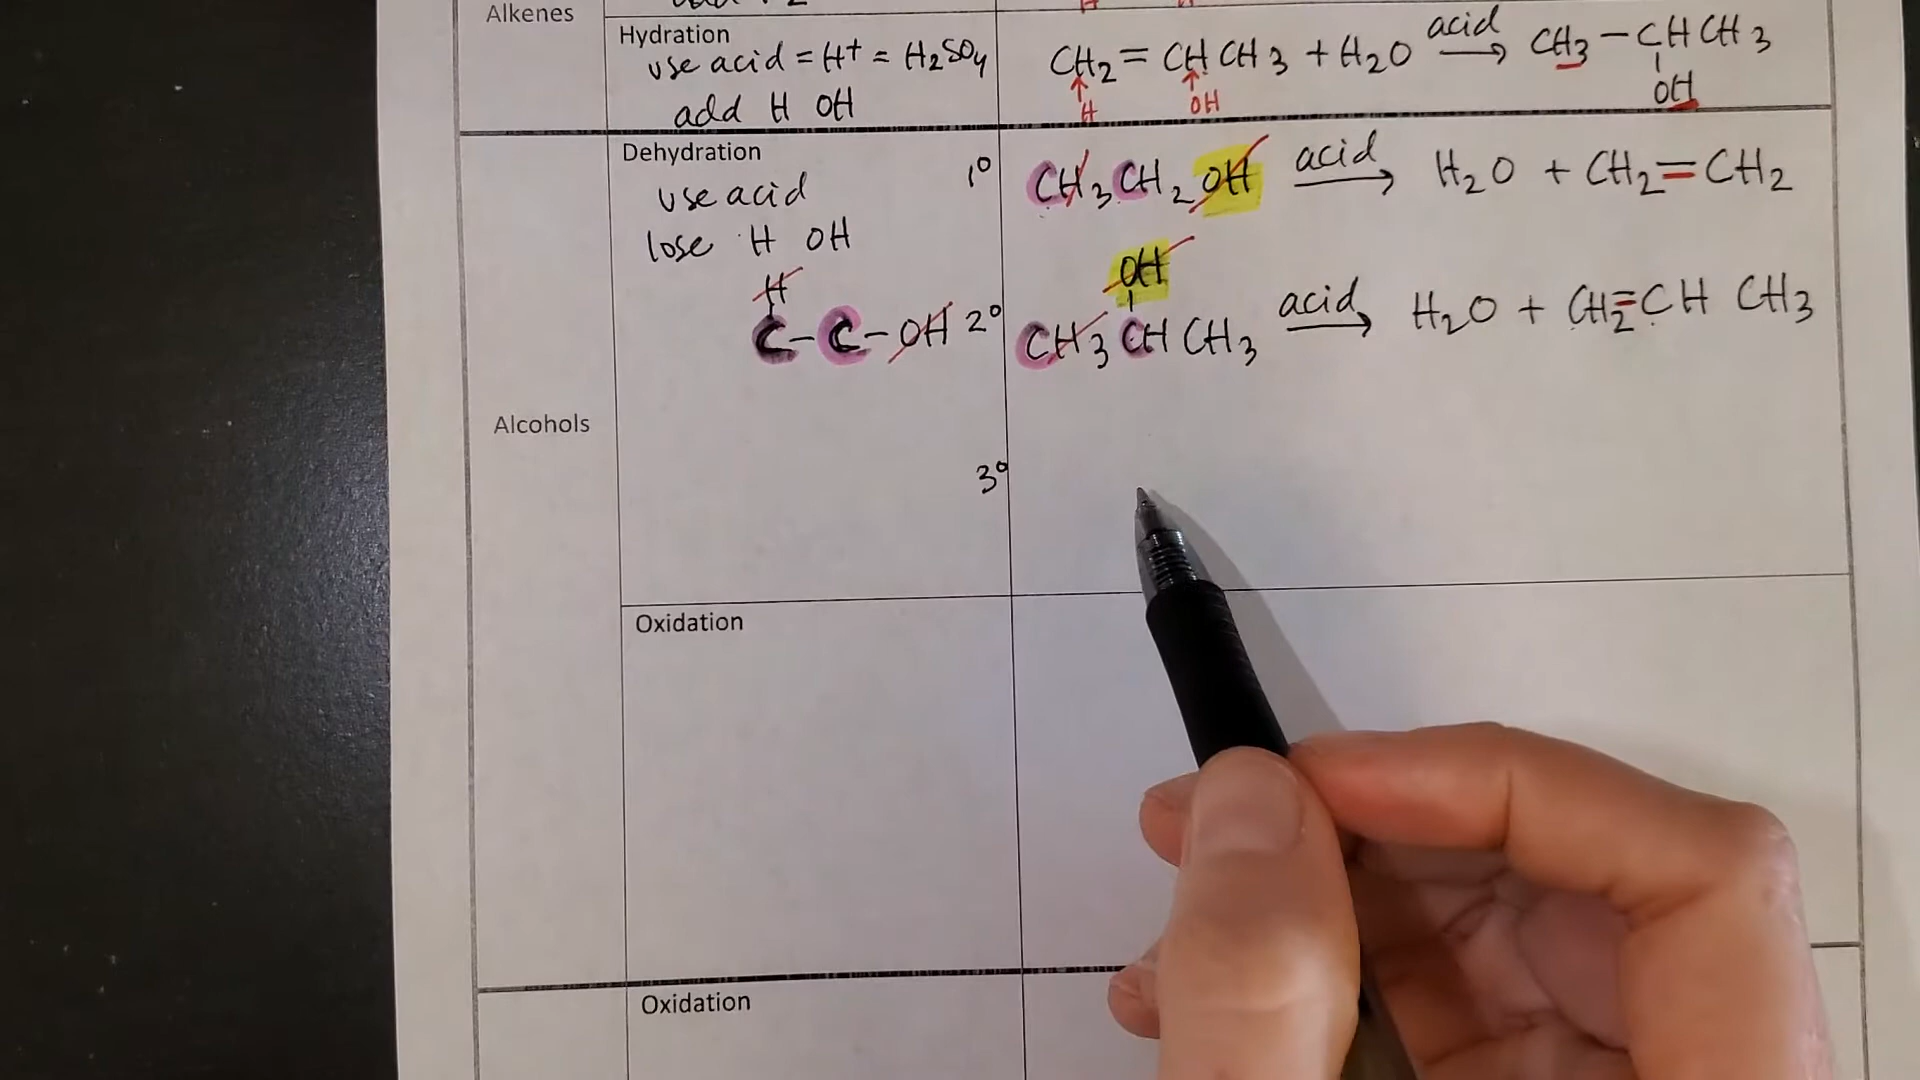 Alkenes
Hydration
use acid = H+ = H2SO4
add H OH
CH2 = CH CH3 + H2O acid → CH3 - CH CH3
↑ H ↑ OH OH
Alcohols
Dehydration
use acid
lose H OH
H
C - C - OH
1° CH3 CH2 OH acid → H2O + CH2 = CH2
OH
2° CH3 CH CH3 acid → H2O + CH2 = CH CH3
3°
Oxidation
Oxidation